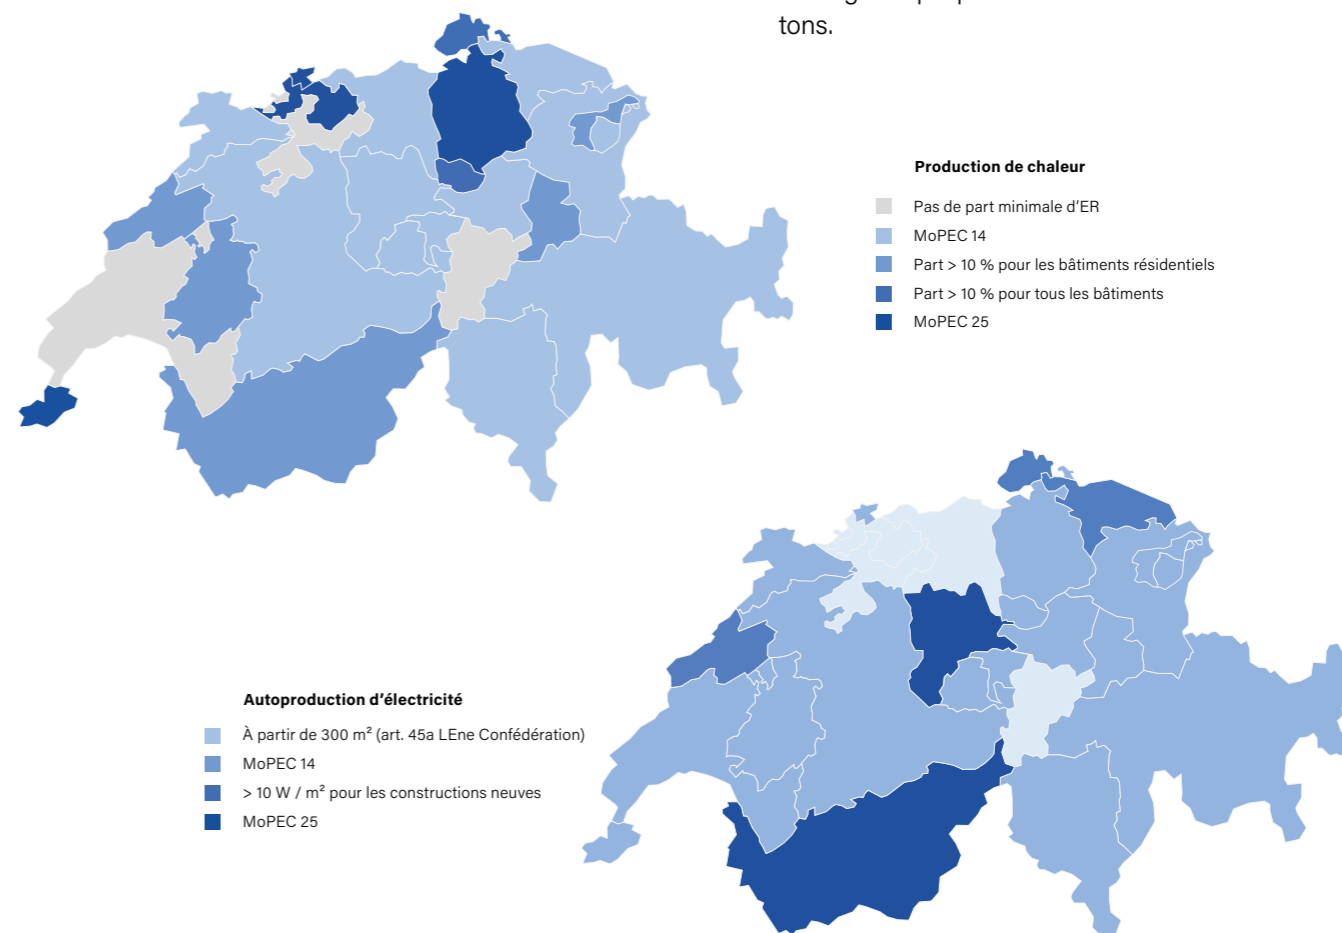 tons.
Production de chaleur
Pas de part minimale d'ER
MoPEC 14
Part > 10 % pour les bâtiments résidentiels
Part > 10 % pour tous les bâtiments
MoPEC 25
Autoproduction d'électricité
À partir de 300 m² (art. 45a LEne Confédération)
MoPEC 14
> 10 W / m² pour les constructions neuves
MoPEC 25